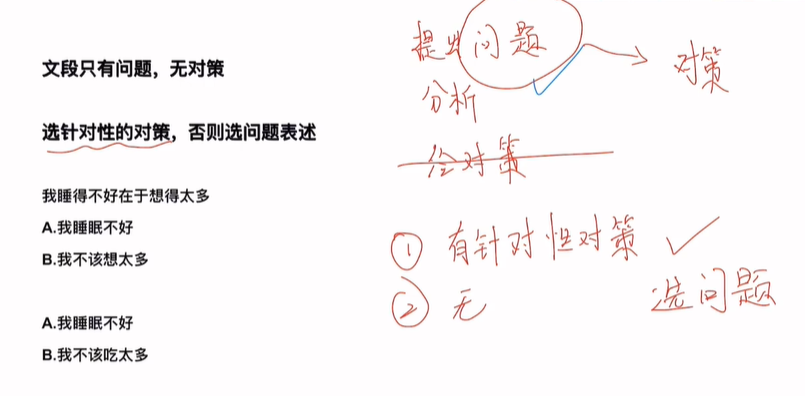 文段只有问题，无对策
选针对性的对策，否则选问题表述
我睡得不好在于想得太多
A.我睡眠不好
B.我不该想太多
A.我睡眠不好
B.我不该吃太多
提出问题
对策
分析
给对策
① 有针对性对策
② 无 选问题